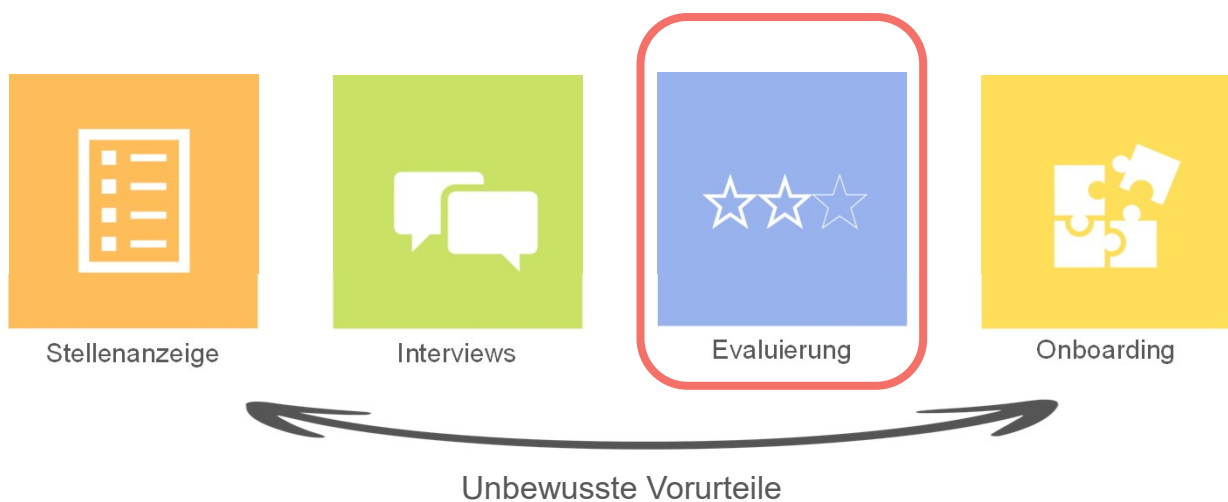 Stellenanzeige
Interviews
Evaluierung
Onboarding
Unbewusste Vorurteile